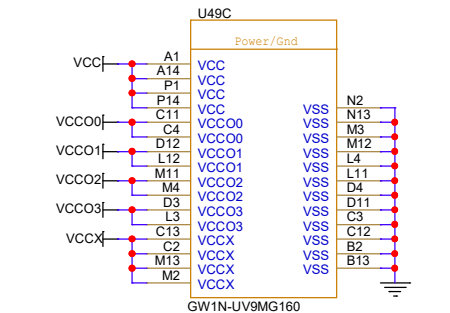 U49C
Power/Gnd
VCC A1 VCC
A14 VCC
P1 VCC
P14 VCC VSS N2
VCCO0 C11 VCCO0 VSS N13
C4 VCCO0 VSS M3
VCCO1 D12 VCCO1 VSS M12
L12 VCCO1 VSS L4
VCCO2 M11 VCCO2 VSS L11
M4 VCCO2 VSS D4
VCCO3 D3 VCCO3 VSS D11
L3 VCCO3 VSS C3
VCCX C13 VCCX VSS C12
C2 VCCX VSS B2
M13 VCCX VSS B13
M2 VCCX
GW1N-UV9MG160